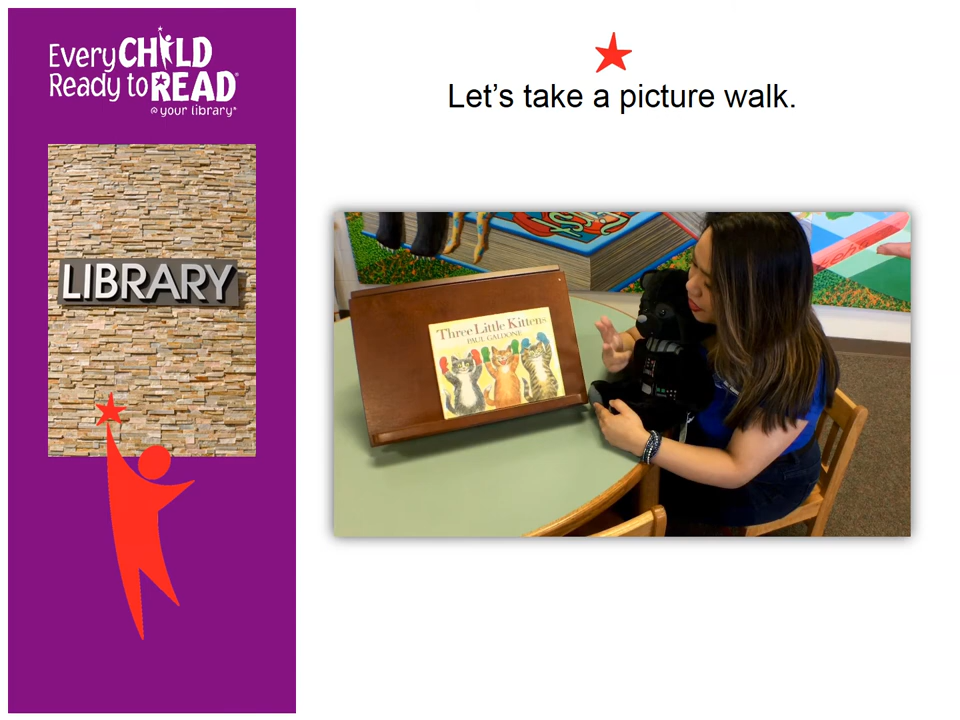 Every CHILD
Ready to READ®
@ your library*
LIBRARY
Let's take a picture walk.
Three Little Kittens
PAUL GALDONE